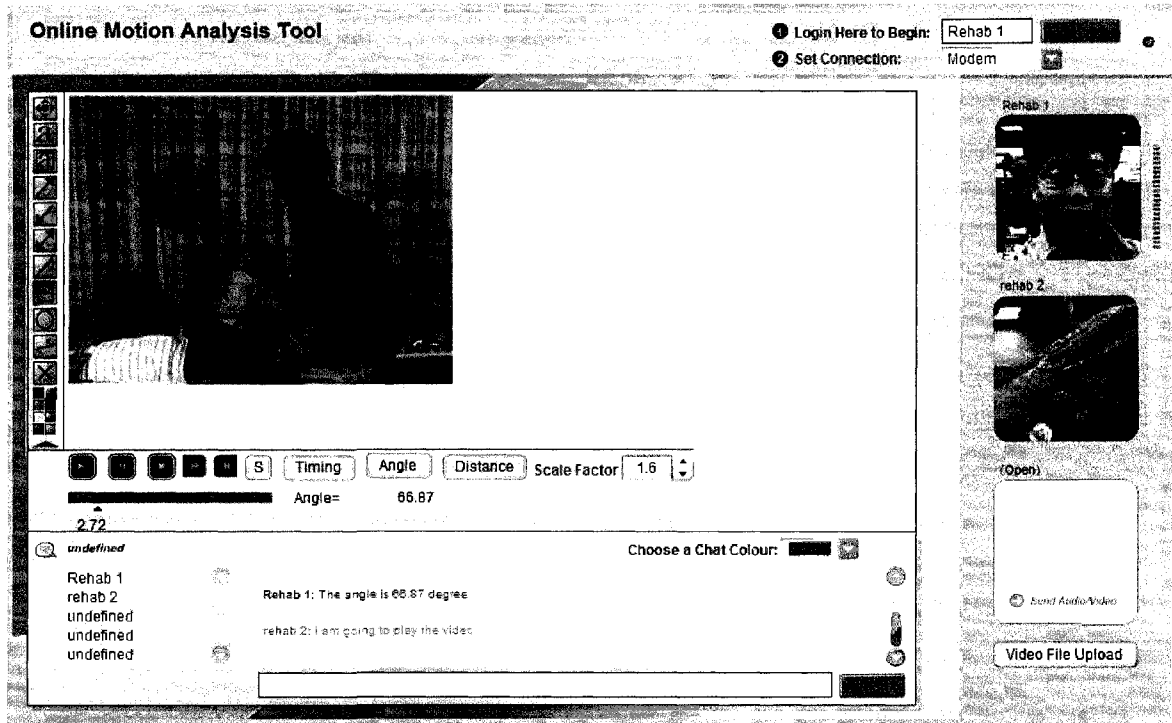 Online Motion Analysis Tool
1 Login Here to Begin: Rehab 1
2 Set Connection: Modem
Rehab 1
rehab 2
(Open)
Send Audio/Video
Video File Upload
S Timing Angle Distance Scale Factor 1.6
Angle= 66.87
2.72
undefined
Choose a Chat Colour:
Rehab 1
rehab 2
undefined
undefined
undefined
Rehab 1: The angle is 66.87 degree
rehab 2: I am going to play the video